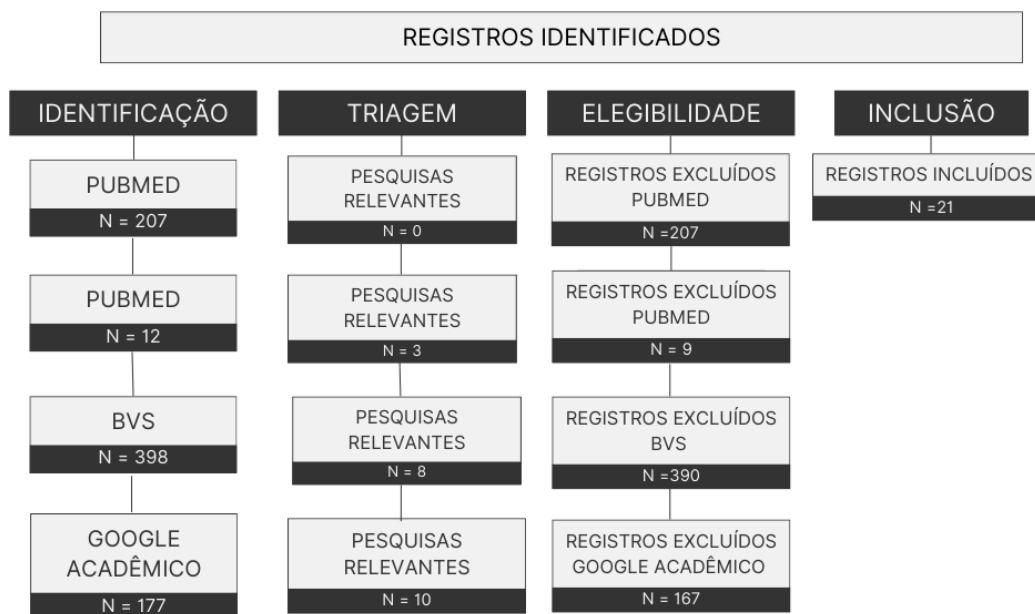 REGISTROS IDENTIFICADOS
IDENTIFICAÇÃO
PUBMED
N = 207
PUBMED
N = 12
BVS
N = 398
GOOGLE
ACADÊMICO
N = 177
TRIAGEM
PESQUISAS
RELEVANTES
N = 0
PESQUISAS
RELEVANTES
N = 3
PESQUISAS
RELEVANTES
N = 8
PESQUISAS
RELEVANTES
N = 10
ELEGIBILIDADE
REGISTROS EXCLUÍDOS
PUBMED
N =207
REGISTROS EXCLUÍDOS
PUBMED
N = 9
REGISTROS EXCLUÍDOS
BVS
N =390
REGISTROS EXCLUÍDOS
GOOGLE ACADÊMICO
N = 167
INCLUSÃO
REGISTROS INCLUÍDOS
N =21